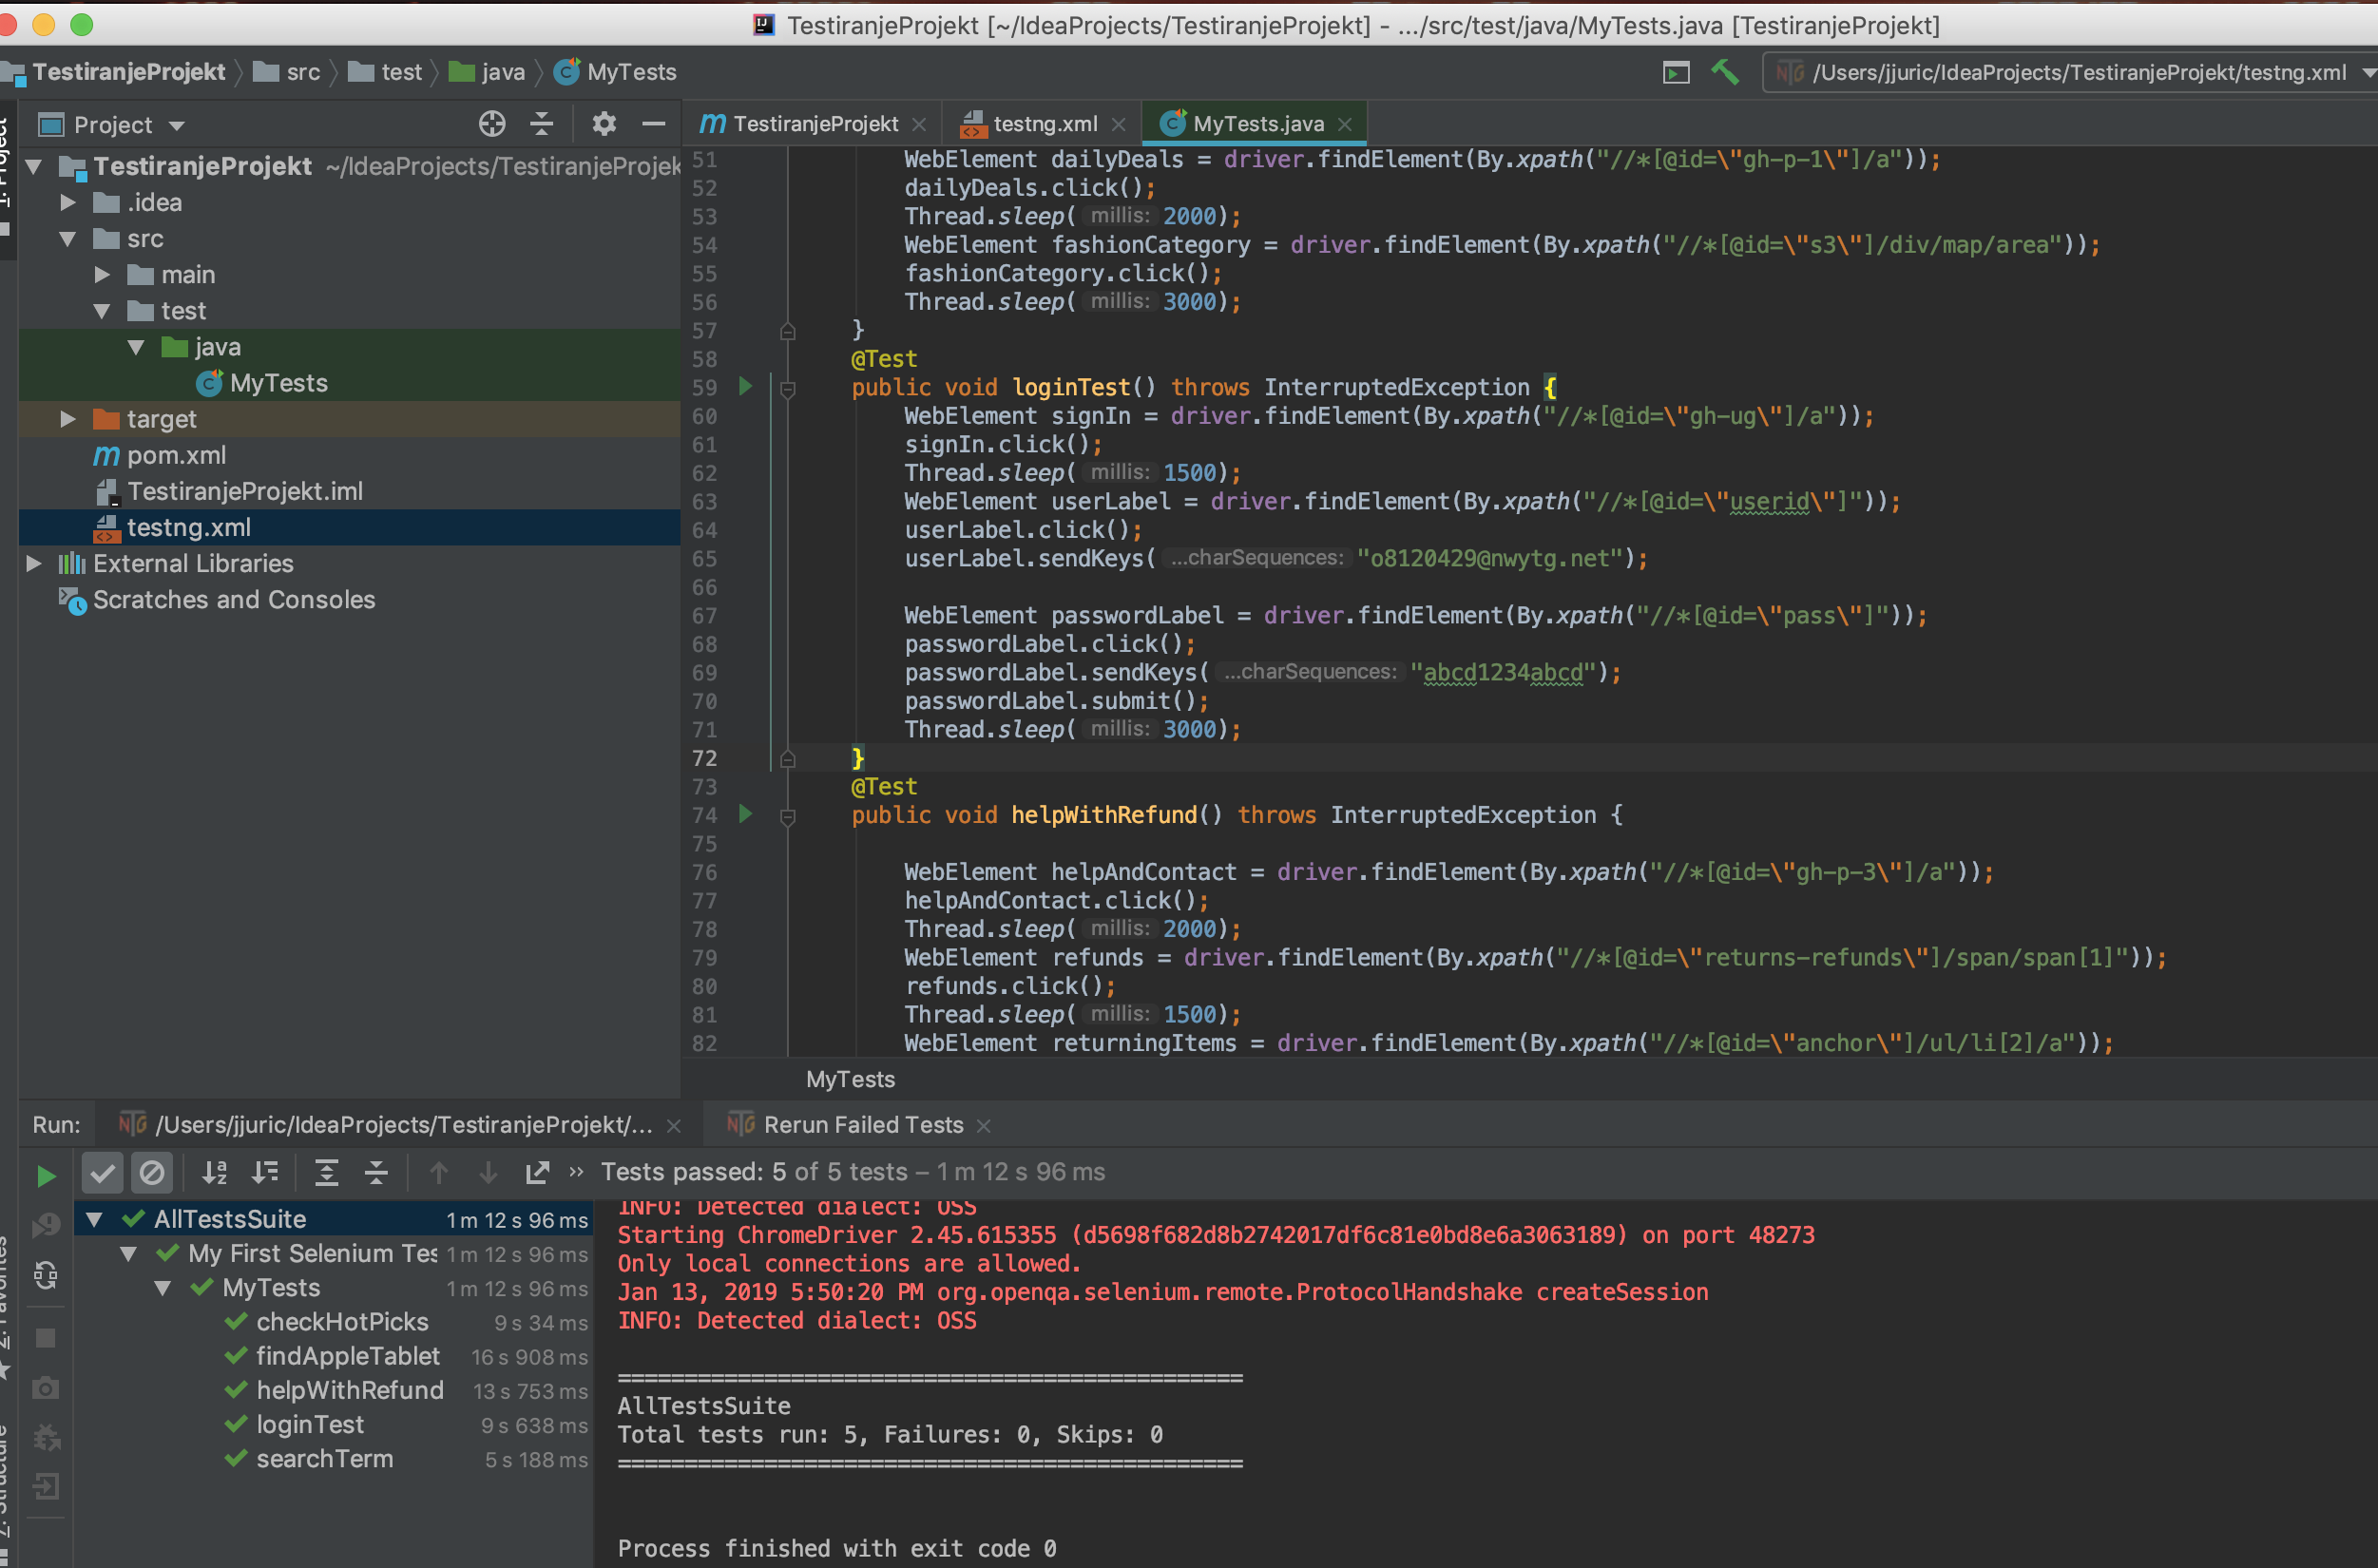 TestiranjeProjekt [~/IdeaProjects/TestiranjeProjekt] - .../src/test/java/MyTests.java [TestiranjeProjekt]
TestiranjeProjekt src test java MyTests
/Users/jjuric/IdeaProjects/TestiranjeProjekt/testng.xml
Project
TestiranjeProjekt testng.xml MyTests.java
TestiranjeProjekt ~/IdeaProjects/TestiranjeProjek
.idea
src
main
test
java
MyTests
target
pom.xml
TestiranjeProjekt.iml
testng.xml
External Libraries
Scratches and Consoles
51 WebElement dailyDeals = driver.findElement(By.xpath("//*[@id=\"gh-p-1\"]/a"));
52 dailyDeals.click();
53 Thread.sleep( millis: 2000);
54 WebElement fashionCategory = driver.findElement(By.xpath("//*[@id=\"s3\"]/div/map/area"));
55 fashionCategory.click();
56 Thread.sleep( millis: 3000);
57 }
58 @Test
59 public void loginTest() throws InterruptedException {
60 WebElement signIn = driver.findElement(By.xpath("//*[@id=\"gh-ug\"]/a"));
61 signIn.click();
62 Thread.sleep( millis: 1500);
63 WebElement userLabel = driver.findElement(By.xpath("//*[@id=\"userid\"]"));
64 userLabel.click();
65 userLabel.sendKeys( ...charSequences: "o8120429@nwytg.net");
66
67 WebElement passwordLabel = driver.findElement(By.xpath("//*[@id=\"pass\"]"));
68 passwordLabel.click();
69 passwordLabel.sendKeys( ...charSequences: "abcd1234abcd");
70 passwordLabel.submit();
71 Thread.sleep( millis: 3000);
72 }
73 @Test
74 public void helpWithRefund() throws InterruptedException {
75
76 WebElement helpAndContact = driver.findElement(By.xpath("//*[@id=\"gh-p-3\"]/a"));
77 helpAndContact.click();
78 Thread.sleep( millis: 2000);
79 WebElement refunds = driver.findElement(By.xpath("//*[@id=\"returns-refunds\"]/span/span[1]"));
80 refunds.click();
81 Thread.sleep( millis: 1500);
82 WebElement returningItems = driver.findElement(By.xpath("//*[@id=\"anchor\"]/ul/li[2]/a"));
MyTests
Run: /Users/jjuric/IdeaProjects/TestiranjeProjekt/... Rerun Failed Tests
Tests passed: 5 of 5 tests – 1 m 12 s 96 ms
AllTestsSuite 1 m 12 s 96 ms
My First Selenium Tes 1 m 12 s 96 ms
MyTests 1 m 12 s 96 ms
checkHotPicks 9 s 34 ms
findAppleTablet 16 s 908 ms
helpWithRefund 13 s 753 ms
loginTest 9 s 638 ms
searchTerm 5 s 188 ms
INFO: Detected dialect: OSS
Starting ChromeDriver 2.45.615355 (d5698f682d8b2742017df6c81e0bd8e6a3063189) on port 48273
Only local connections are allowed.
Jan 13, 2019 5:50:20 PM org.openqa.selenium.remote.ProtocolHandshake createSession
INFO: Detected dialect: OSS
===============================================
AllTestsSuite
Total tests run: 5, Failures: 0, Skips: 0
===============================================
Process finished with exit code 0